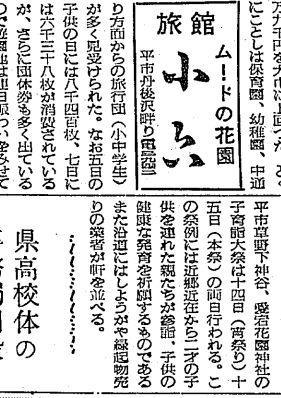 にことしは保育園、幼稚園、中通
旅館
ムードの花園
平市丹後沢畔り電話
り方面からの旅行団(小中学生)
が多く見受けられた。なお五日の
子供の日には八千四百枚、七日に
は六千三十八枚が消費されている
が、さらに団体券も多く出ている
平市草野下神谷、愛宕花園神社の
子育龍大祭は十四日(宵祭り)十
五日(本祭)の両日行われる。こ
の祭例には近郷近在から二才の子
供を連れた親たちが参詣、子供の
健康な発育を祈願するものである
また沿道にはしようがや縁起物売
りの業者が軒を並べる。
県高校体の